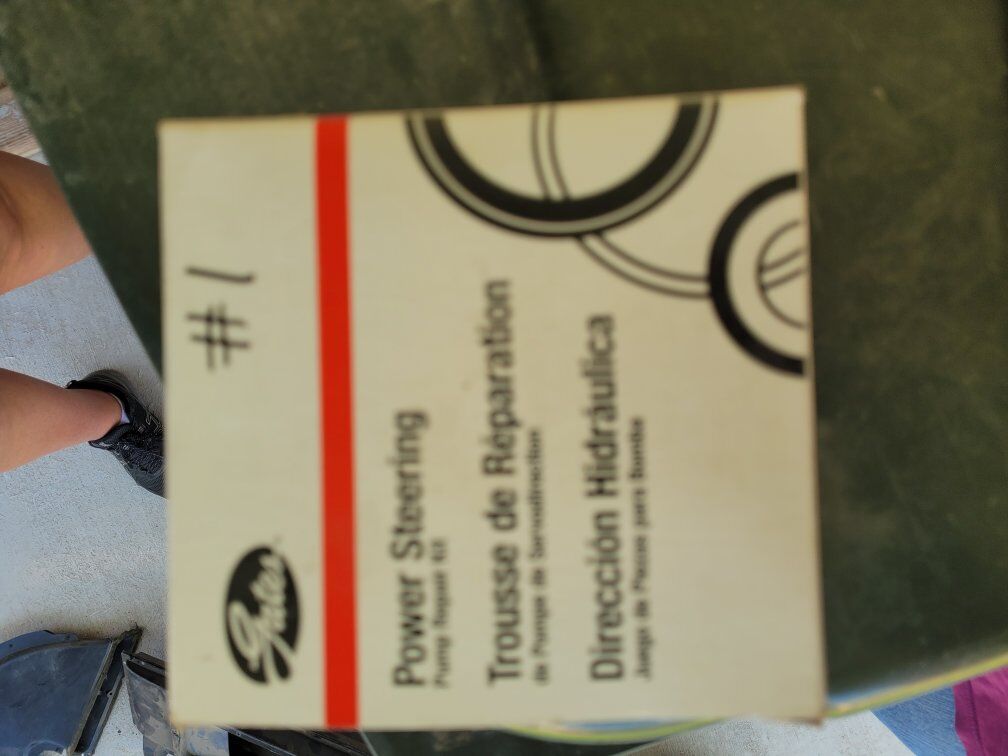 Gates
#1
Power Steering
Pump Repair Kit
Trousse de Réparation
de Pompe de Servodirection
Dirección Hidráulica
Juego de Piezas para Bomba